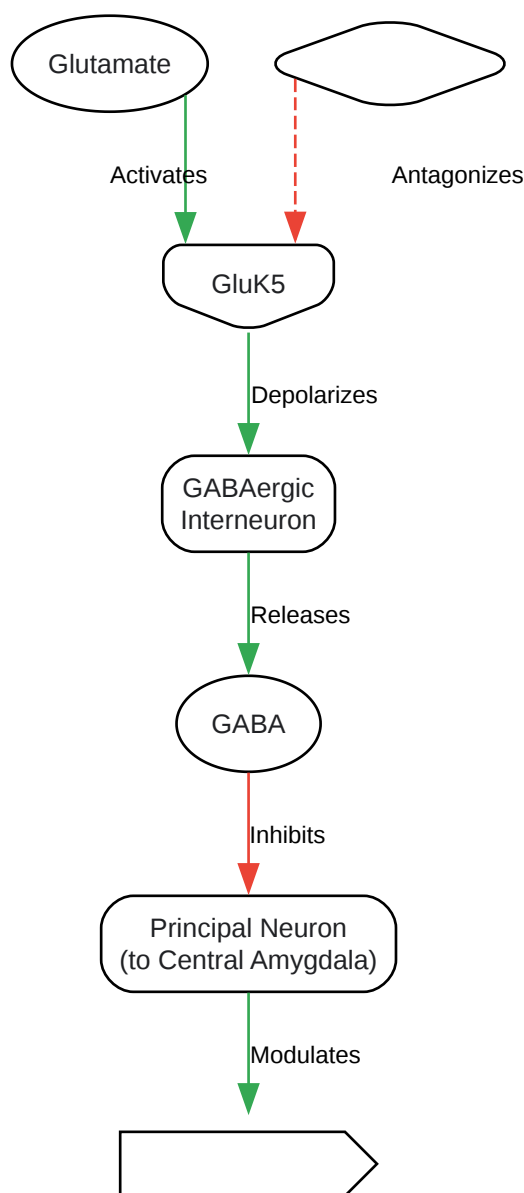 Glutamate
Activates
Antagonizes
GluK5
Depolarizes
GABAergic
Interneuron
Releases
GABA
Inhibits
Principal Neuron
(to Central Amygdala)
Modulates